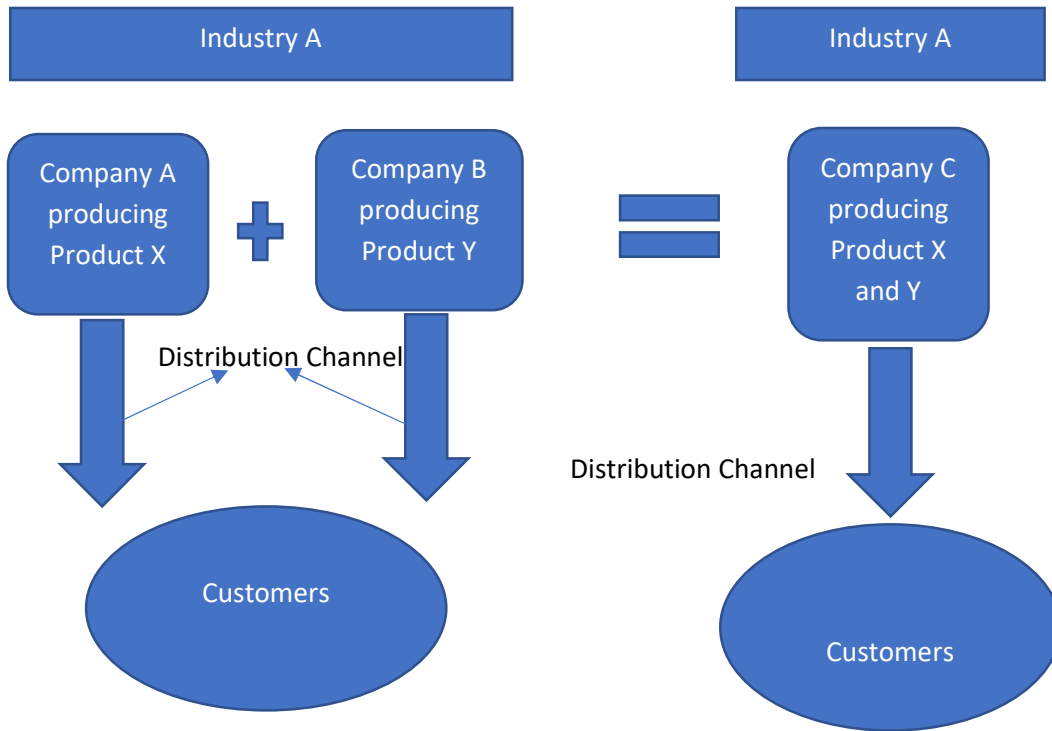 Industry A
Industry A
Company A
producing
Product X
Company B
producing
Product Y
Company C
producing
Product X
and Y
Distribution Channel
Distribution Channel
Customers
Customers